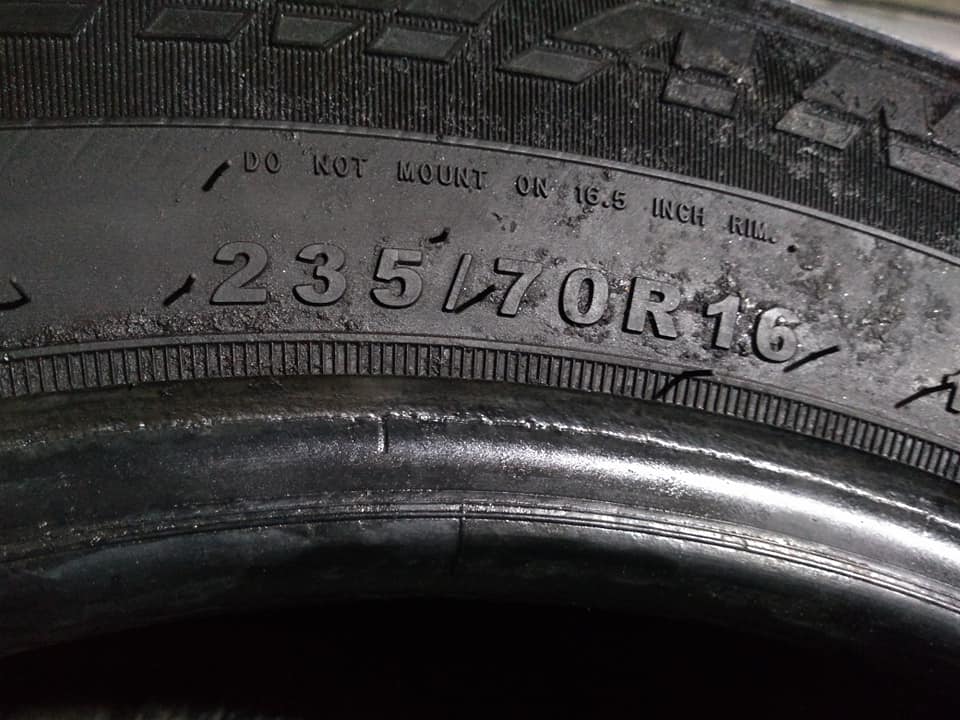 DO NOT MOUNT ON 16.5 INCH RIM.
235/70R16